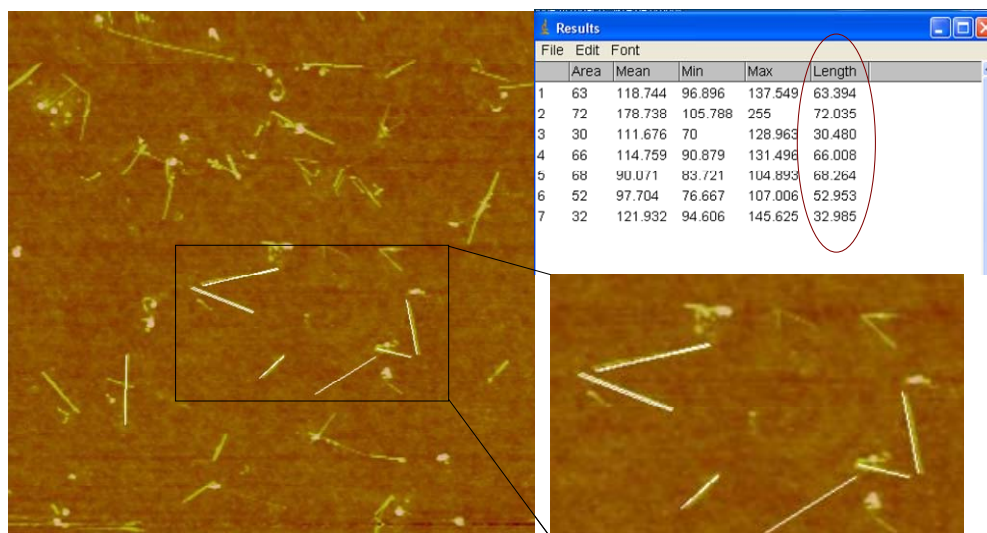 Results
File Edit Font
Area Mean Min Max Length
1 63 118.744 96.896 137.549 63.394
2 72 178.738 105.788 255 72.035
3 30 111.676 70 128.963 30.480
4 66 114.759 90.879 131.496 66.008
5 68 90.071 83.721 104.893 68.264
6 52 97.704 76.667 107.006 52.953
7 32 121.932 94.606 145.625 32.985